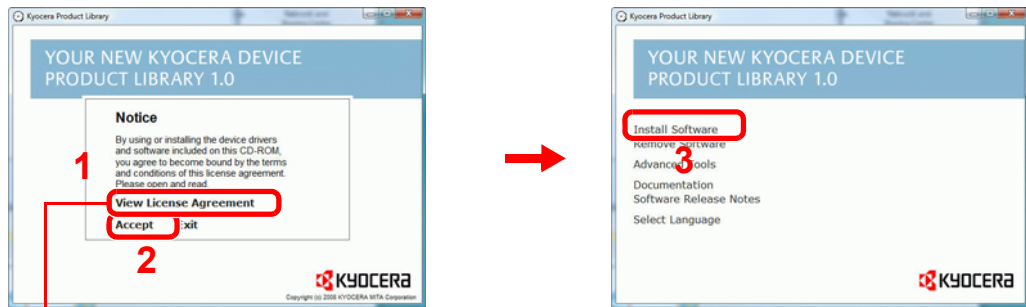 Kyocera Product Library
YOUR NEW KYOCERA DEVICE
PRODUCT LIBRARY 1.0
Notice
By using or installing the device drivers
and software included on this CD-ROM,
you agree to become bound by the terms
and conditions of this license agreement.
Please open and read.
1
View License Agreement
Accept
xit
2
KYOCERA
Copyright (c) 2008 KYOCERA MITA Corporation
Kyocera Product Library
YOUR NEW KYOCERA DEVICE
PRODUCT LIBRARY 1.0
Install Software
Remove Software
3
Advanced Tools
Documentation
Software Release Notes
Select Language
KYOCERA